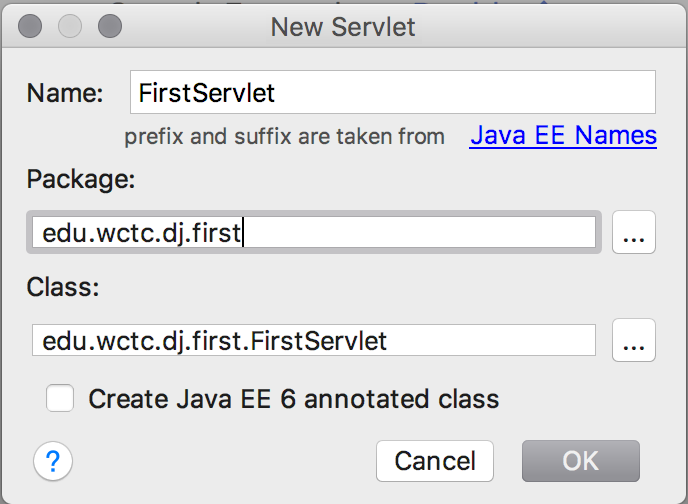 New Servlet
Name: FirstServlet
prefix and suffix are taken from Java EE Names
Package:
edu.wctc.dj.first
...
Class:
edu.wctc.dj.first.FirstServlet
...
Create Java EE 6 annotated class
? Cancel OK